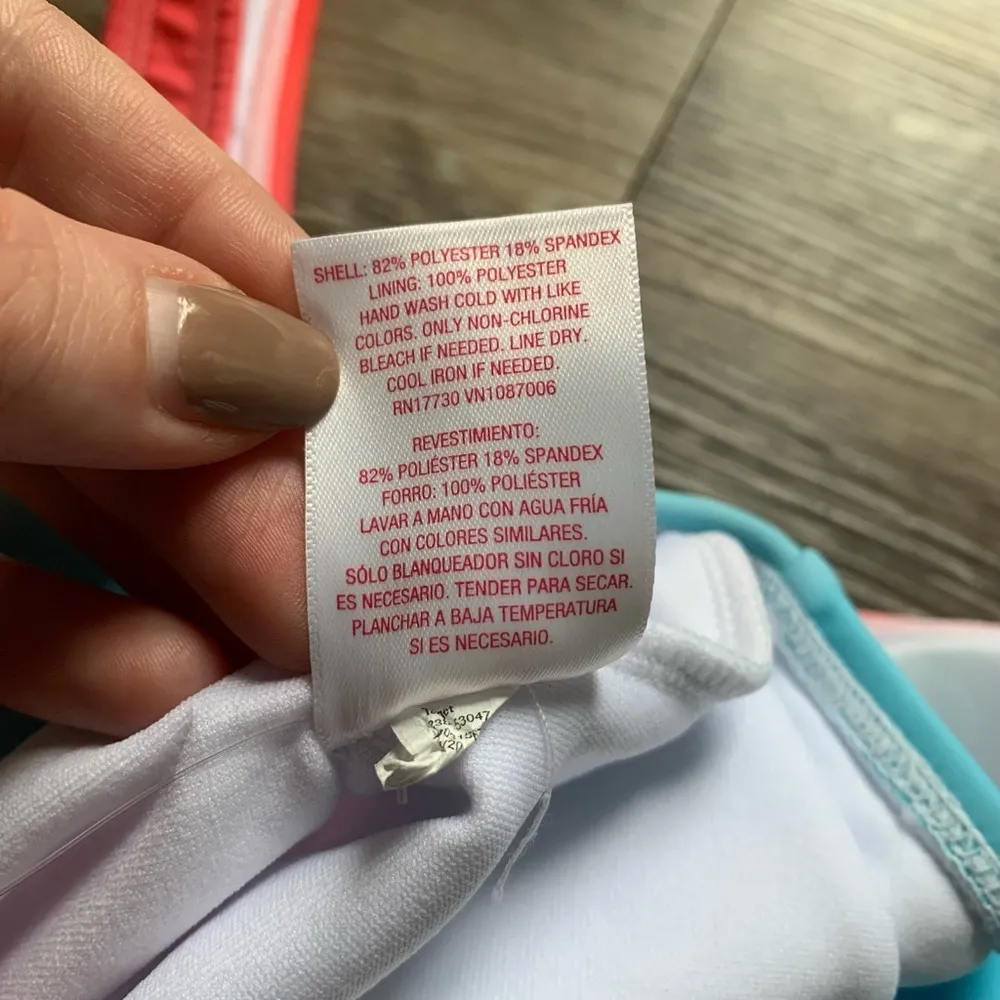 SHELL: 82% POLYESTER 18% SPANDEX
LINING: 100% POLYESTER
HAND WASH COLD WITH LIKE
COLORS. ONLY NON-CHLORINE
BLEACH IF NEEDED. LINE DRY.
COOL IRON IF NEEDED.
RN17730 VN1087006
REVESTIMIENTO:
82% POLIÉSTER 18% SPANDEX
FORRO: 100% POLIÉSTER
LAVAR A MANO CON AGUA FRÍA
CON COLORES SIMILARES.
SÓLO BLANQUEADOR SIN CLORO SI
ES NECESARIO. TENDER PARA SECAR.
PLANCHAR A BAJA TEMPERATURA
SI ES NECESARIO.